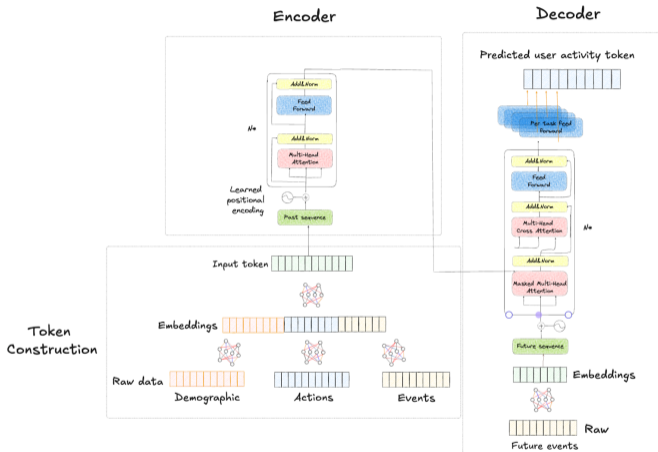 Encoder
Decoder
Predicted user activity token
Per task Feed
Forward
Add&Norm
Feed
Forward
Nx
Add&Norm
Multi-Head
Attention
Learned
positional
encoding
Past sequence
Add&Norm
Feed
Forward
Add&Norm
Multi-Head
Cross Attention
Nx
Add&Norm
Masked Multi-Head
Attention
Future sequence
Embeddings
Raw
Future events
Input token
Embeddings
Token
Construction
Raw data
Demographic
Actions
Events